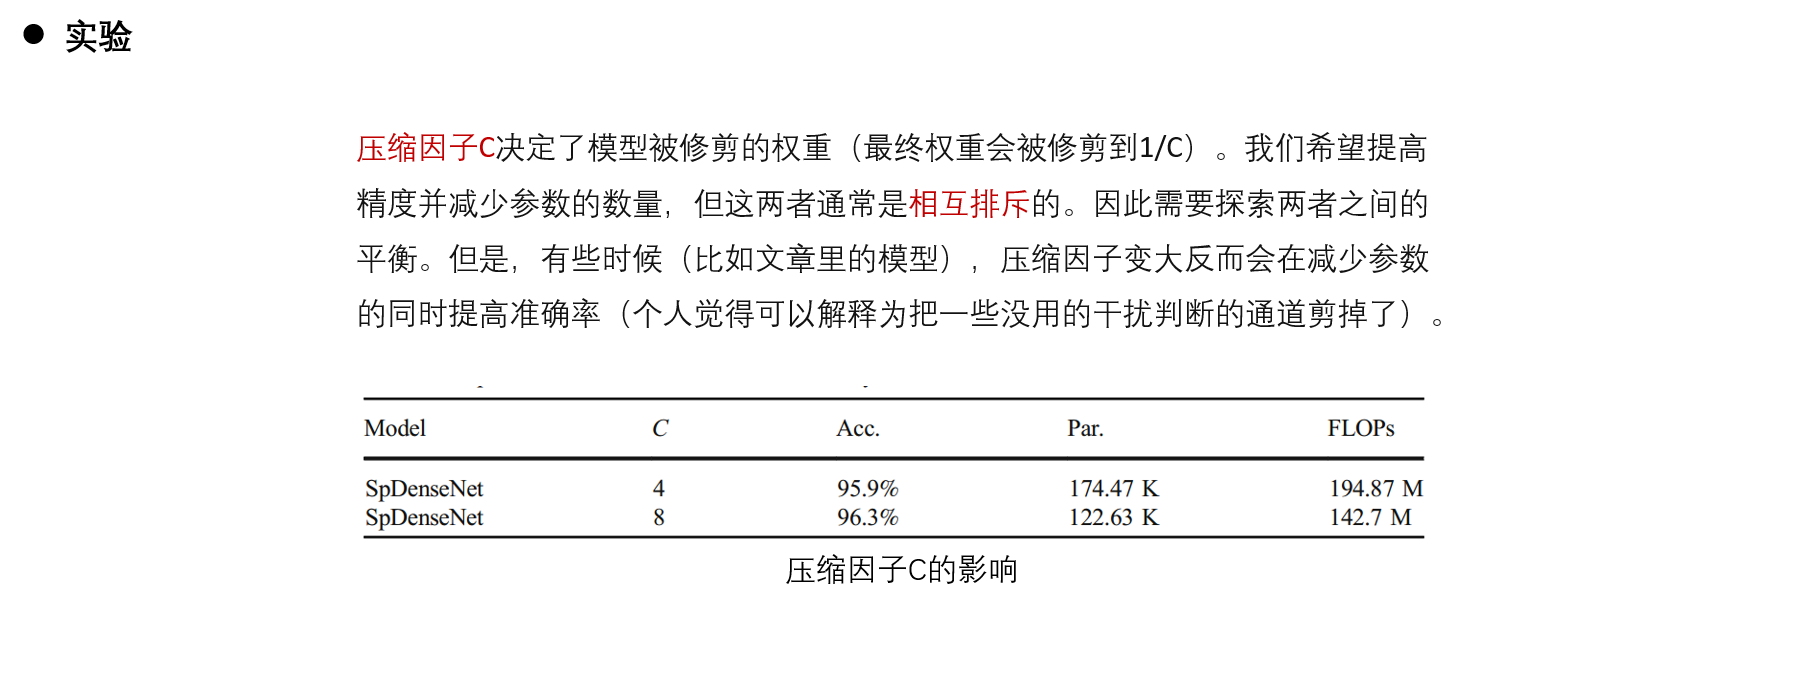 ● 实验
压缩因子C决定了模型被修剪的权重（最终权重会被修剪到1/C）。我们希望提高
精度并减少参数的数量，但这两者通常是相互排斥的。因此需要探索两者之间的
平衡。但是，有些时候（比如文章里的模型），压缩因子变大反而会在减少参数
的同时提高准确率（个人觉得可以解释为把一些没用的干扰判断的通道剪掉了）。
Model C Acc. Par. FLOPs
SpDenseNet 4 95.9% 174.47 K 194.87 M
SpDenseNet 8 96.3% 122.63 K 142.7 M
压缩因子C的影响